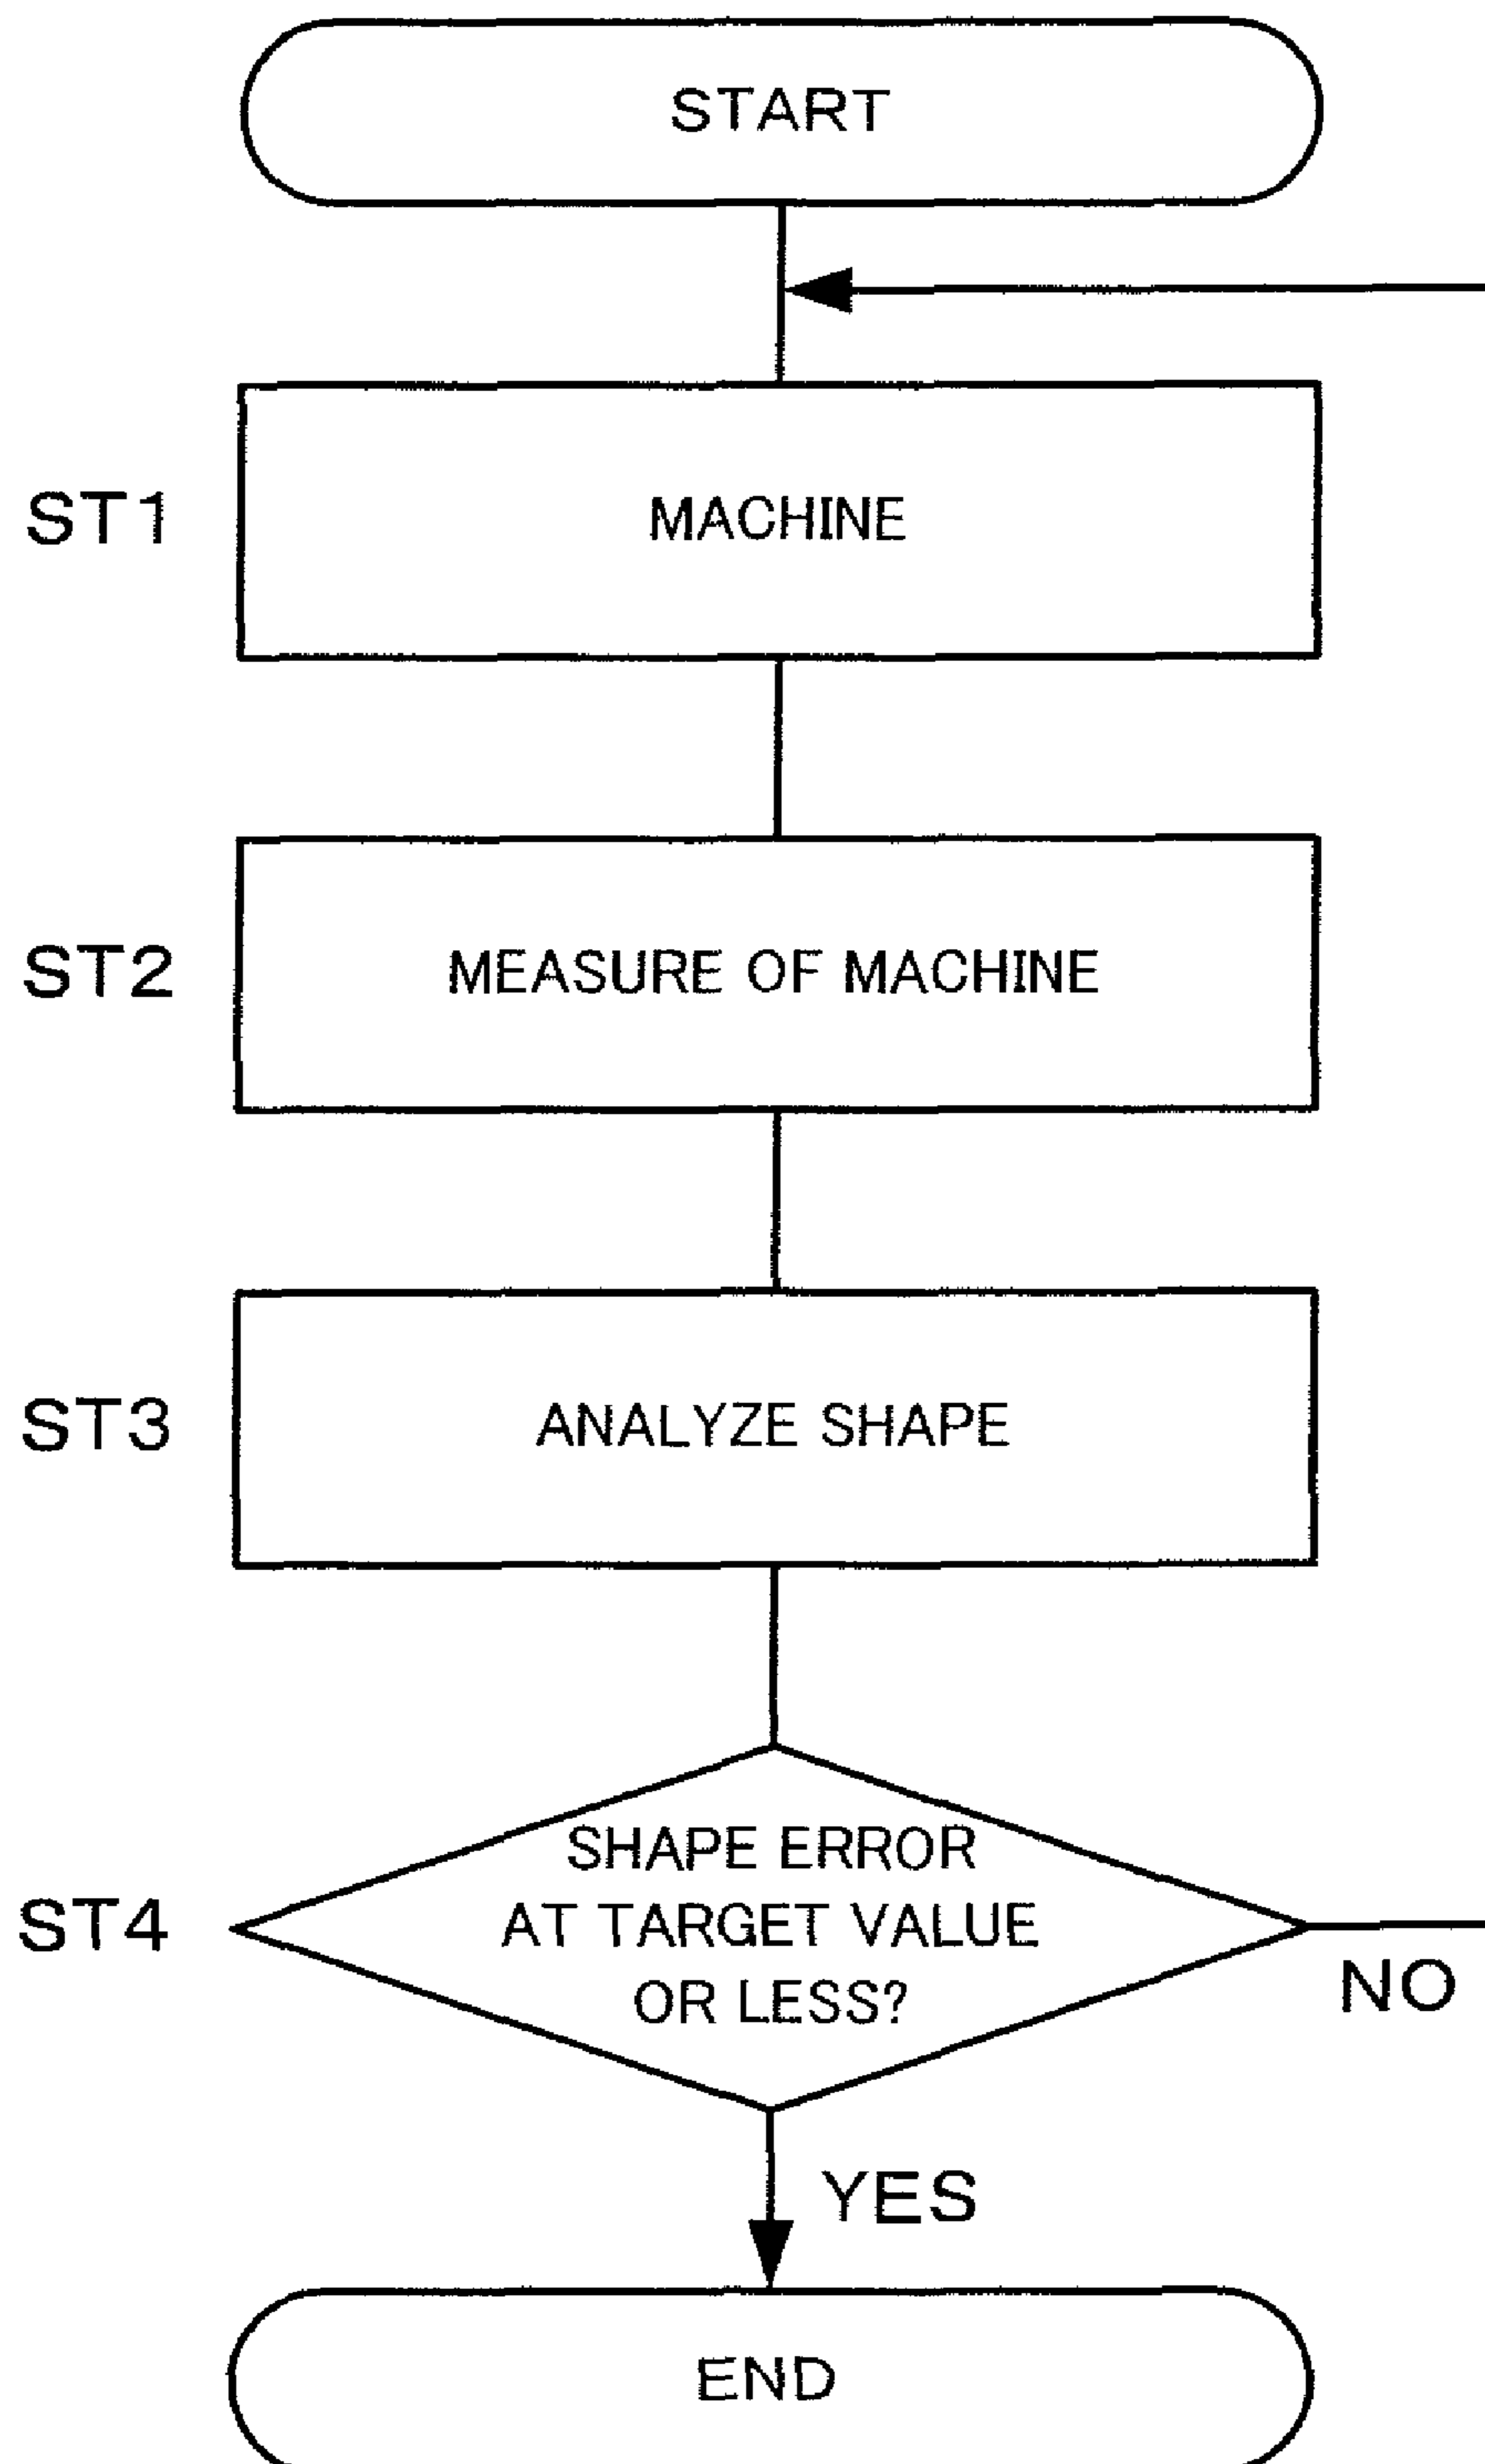 START
ST1
MACHINE
ST2
MEASURE OF MACHINE
ST3
ANALYZE SHAPE
ST4
SHAPE ERROR
AT TARGET VALUE
OR LESS?
NO
YES
END